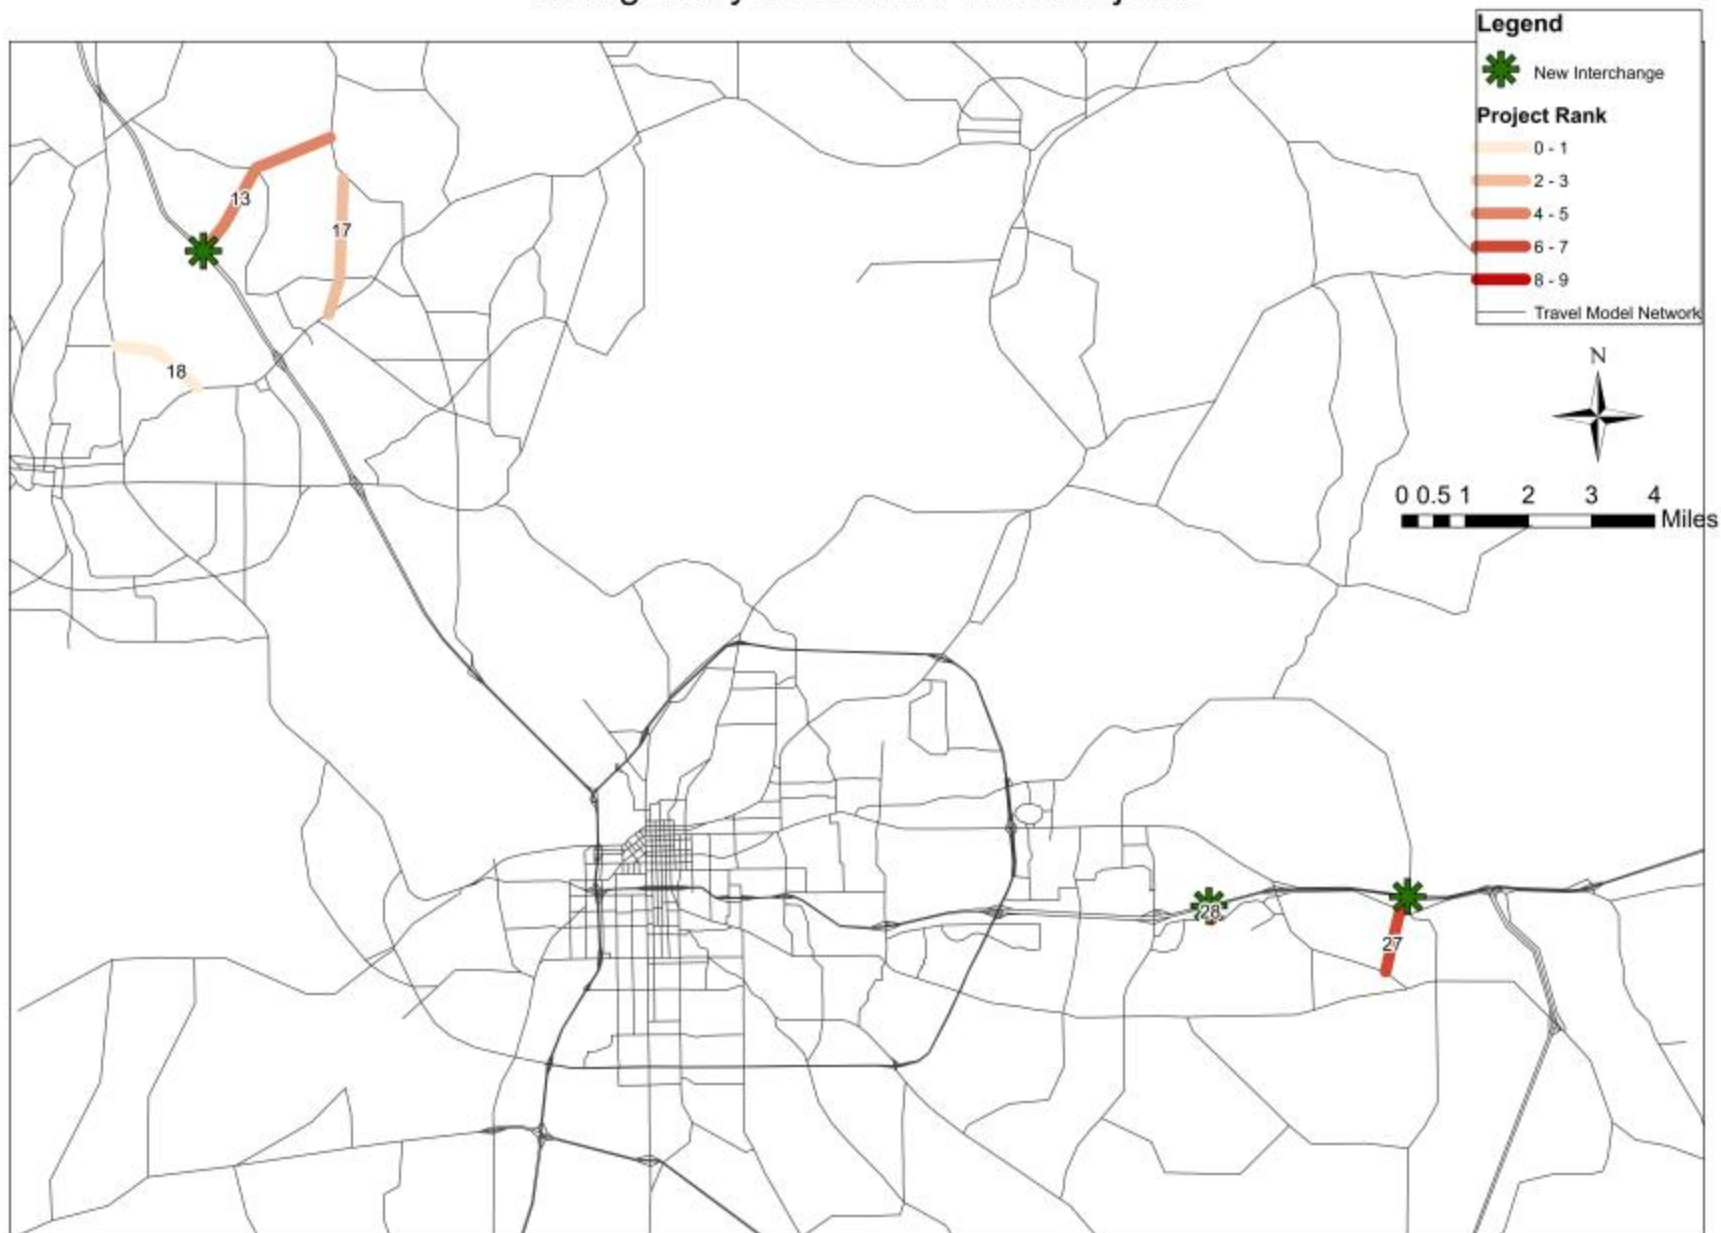 Legend
New Interchange
Project Rank
0 - 1
2 - 3
4 - 5
6 - 7
8 - 9
Travel Model Network
13
17
18
N
0 0.5 1 2 3 4
Miles
28
27